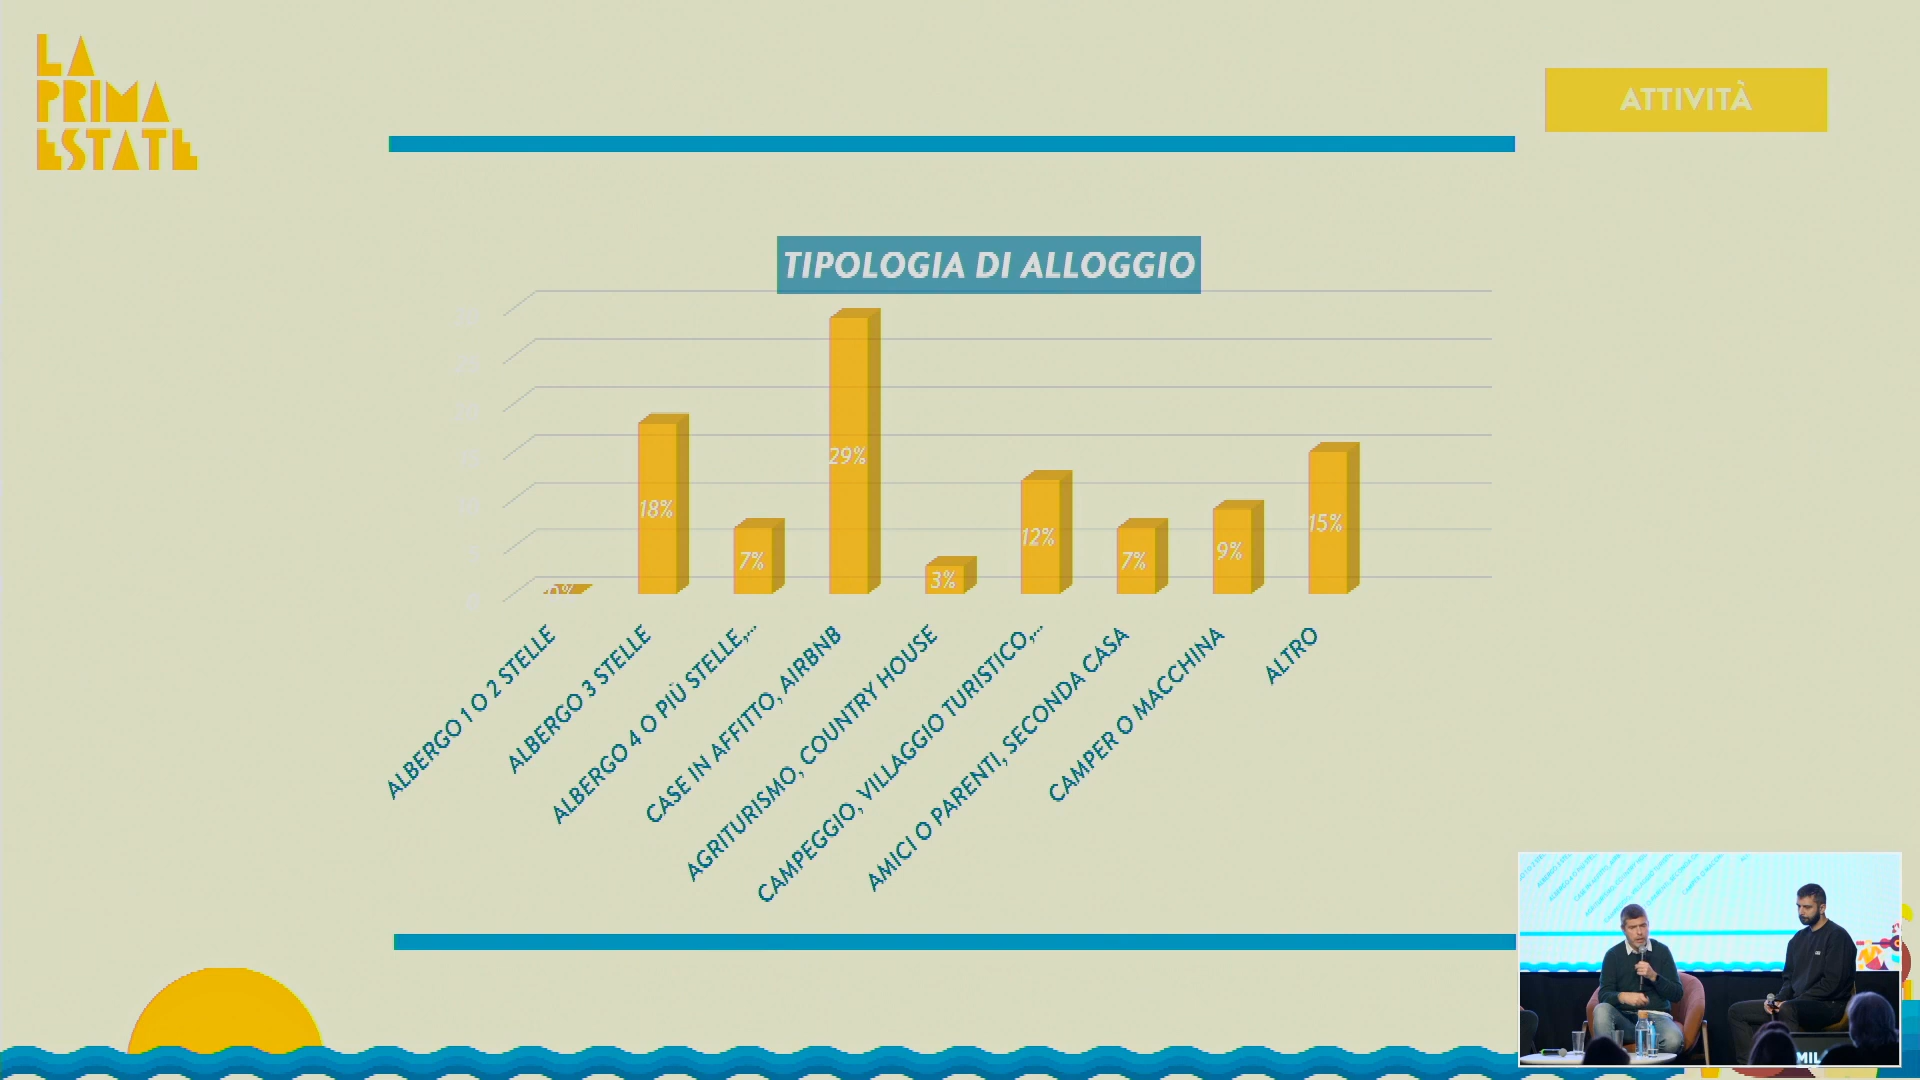 LA
PRIMA
ESTATE
ATTIVITÀ
TIPOLOGIA DI ALLOGGIO
0%
18%
7%
29%
3%
12%
7%
9%
15%
ALBERGO 1 O 2 STELLE
ALBERGO 3 STELLE
ALBERGO 4 O PIÙ STELLE,...
CASE IN AFFITTO, AIRBNB
AGRITURISMO, COUNTRY HOUSE
CAMPEGGIO, VILLAGGIO TURISTICO,...
AMICI O PARENTI, SECONDA CASA
CAMPER O MACCHINA
ALTRO